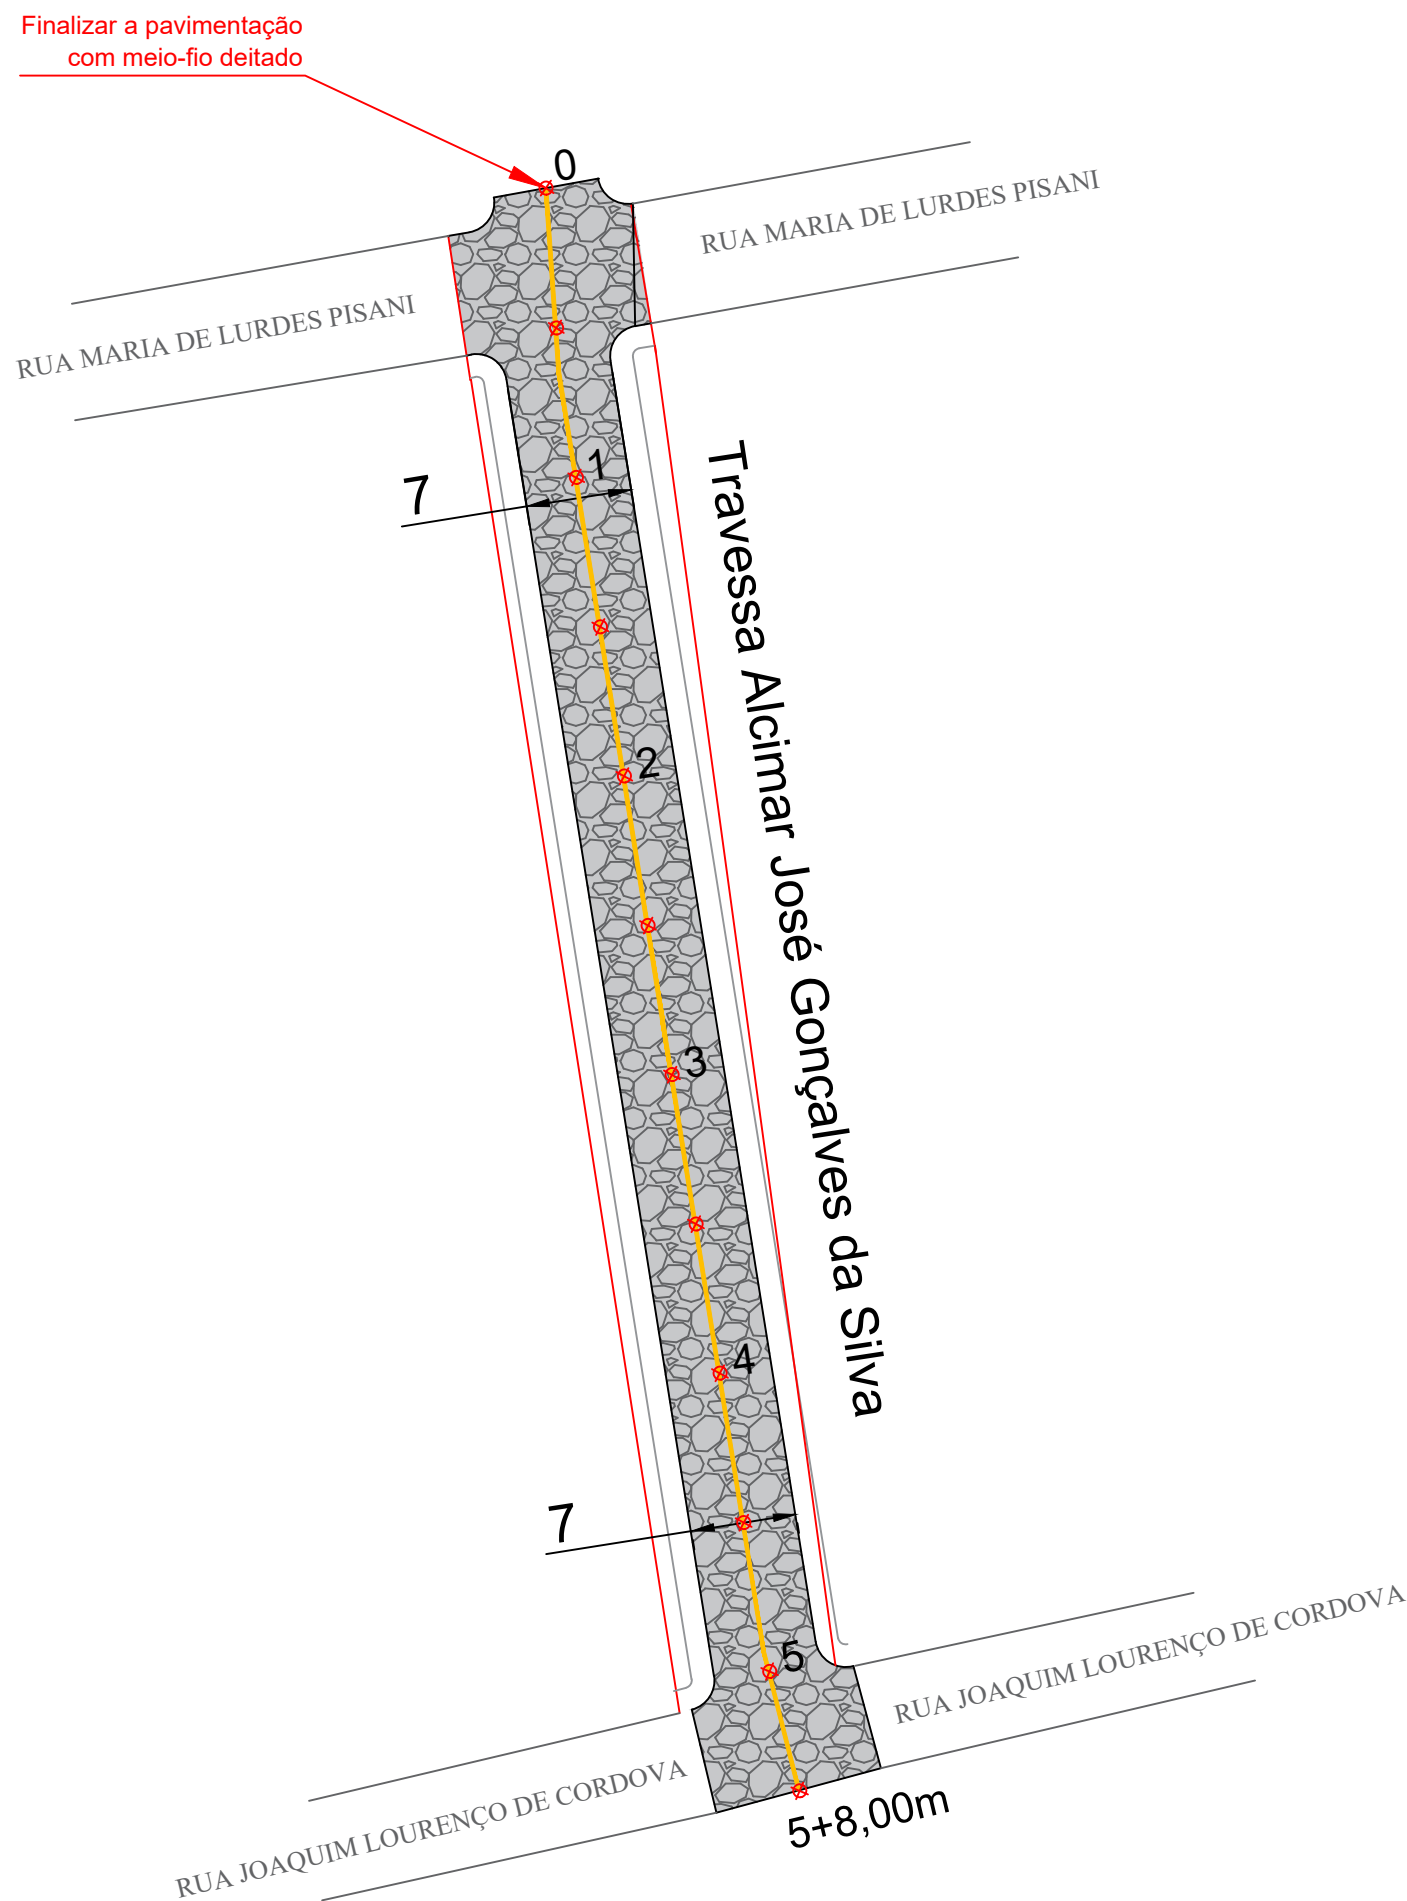 Finalizar a pavimentação
com meio-fio deitado
0
RUA MARIA DE LURDES PISANI
RUA MARIA DE LURDES PISANI
1
7
Travessa Alcimar José Gonçalves da Silva
2
3
4
7
5
RUA JOAQUIM LOURENÇO DE CORDOVA
RUA JOAQUIM LOURENÇO DE CORDOVA
5+8,00m